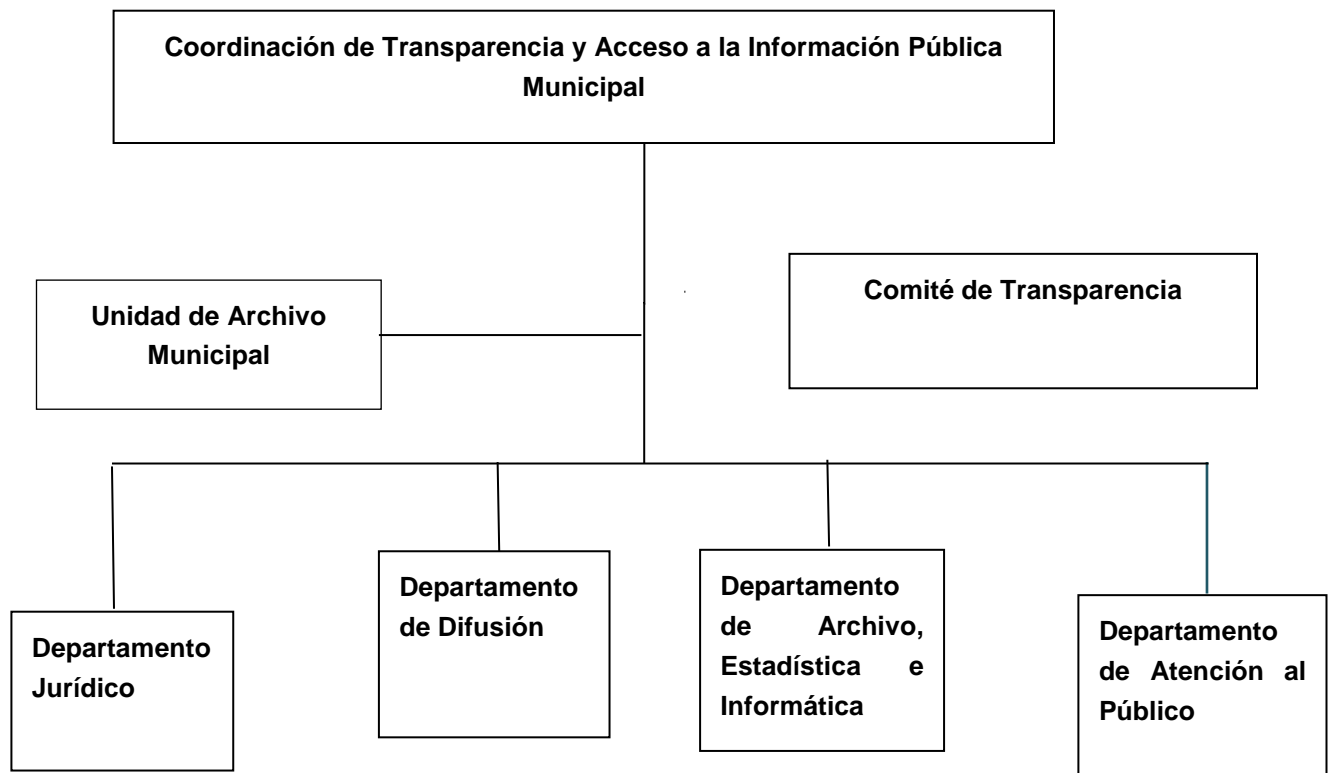 Coordinación de Transparencia y Acceso a la Información Pública
Municipal
Unidad de Archivo
Municipal
Comité de Transparencia
Departamento
Jurídico
Departamento
de Difusión
Departamento
de Archivo,
Estadística e
Informática
Departamento
de Atención al
Público